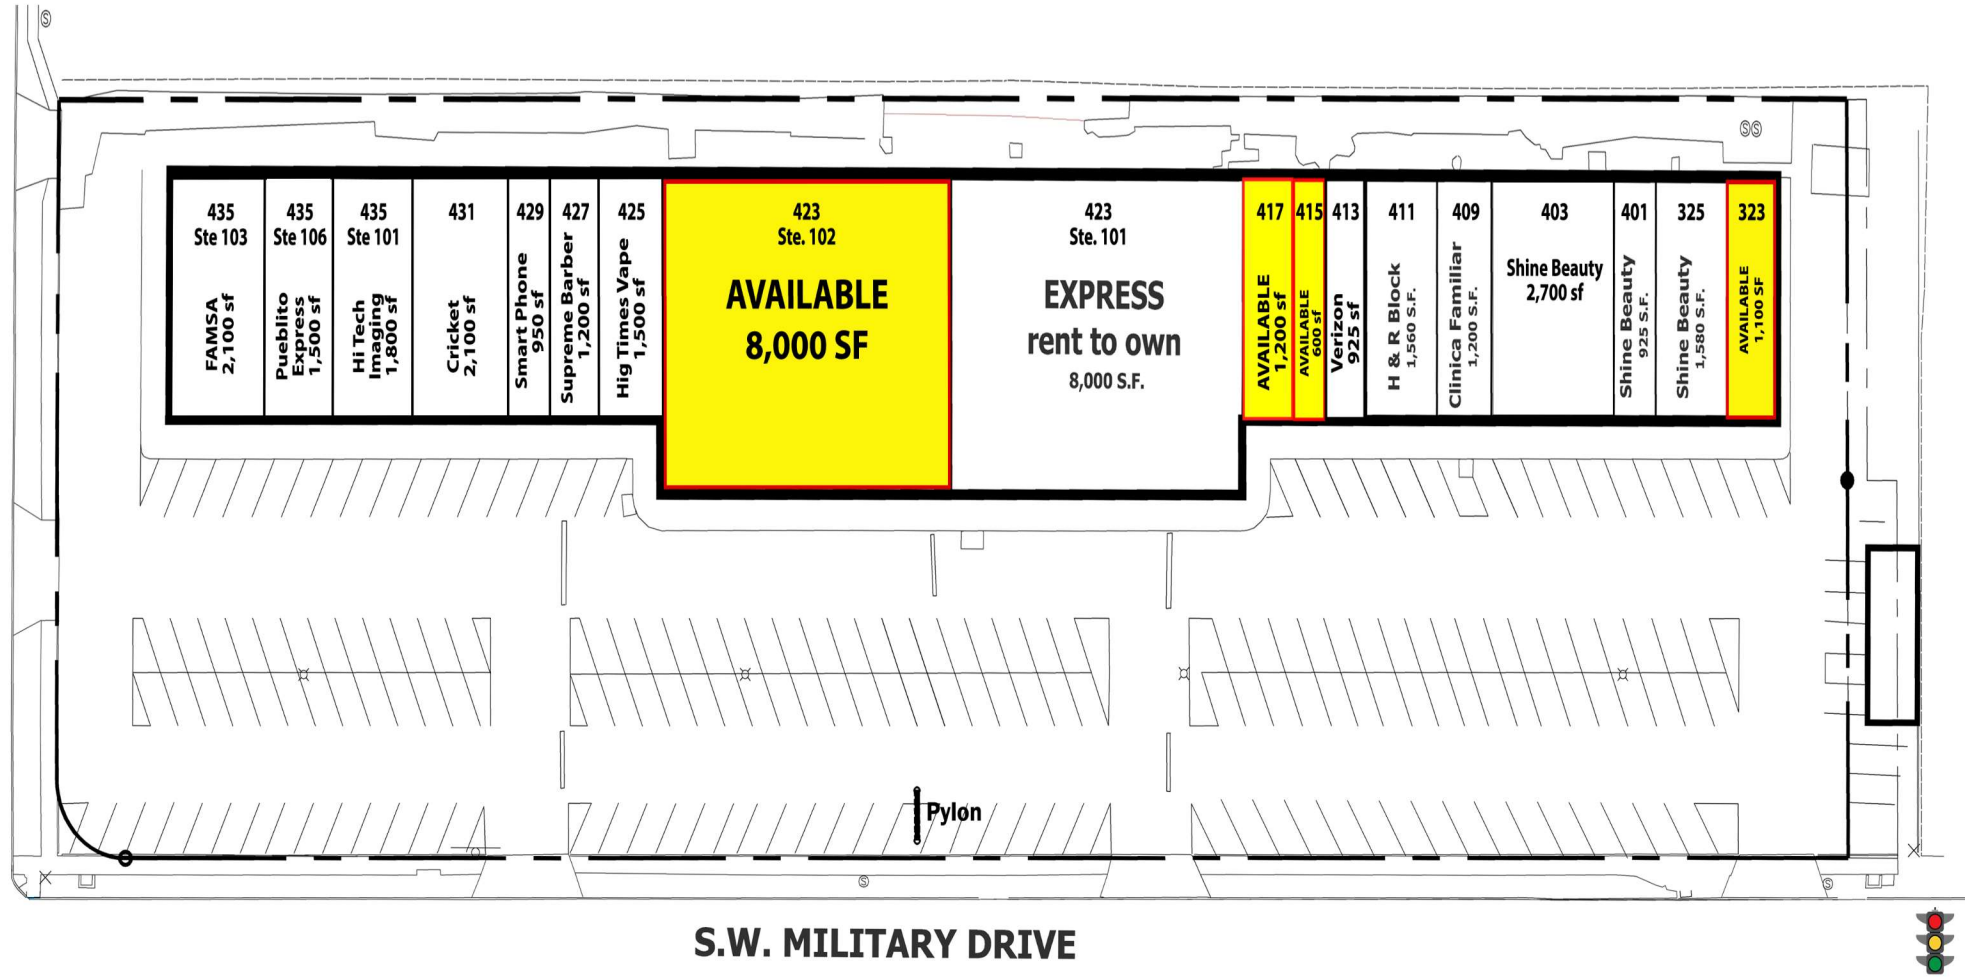 435
Ste 103
FAMSA
2,100 sf
435
Ste 106
Pueblito
Express
1,500 sf
435
Ste 101
Hi Tech
Imaging
1,800 sf
431
Cricket
2,100 sf
429
Smart Phone
950 sf
427
Supreme Barber
1,200 sf
425
Hig Times Vape
1,500 sf
423
Ste. 102
AVAILABLE
8,000 SF
423
Ste. 101
EXPRESS
rent to own
8,000 S.F.
417
AVAILABLE
1,200 sf
415
AVAILABLE
600 sf
413
Verizon
925 sf
411
H & R Block
1,560 S.F.
409
Clinica Familiar
1,200 S.F.
403
Shine Beauty
2,700 sf
401
Shine Beauty
925 S.F.
325
Shine Beauty
1,580 S.F.
323
AVAILABLE
1,100 SF
S
S S
Pylon
S
S
S.W. MILITARY DRIVE